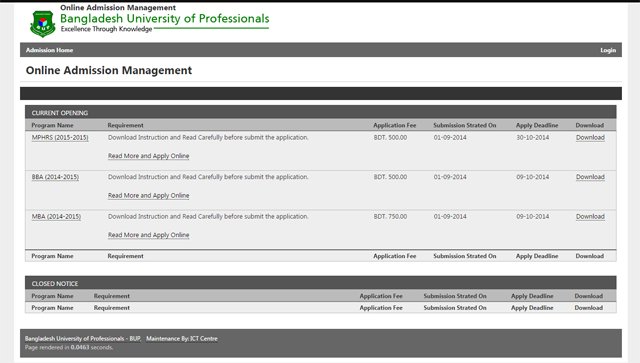 Online Admission Management
Bangladesh University of Professionals
Excellence Through Knowledge
BUP
Admission Home Login
Online Admission Management
CURRENT OPENING
Program Name Requirement Application Fee Submission Strated On Apply Deadline Download
MPHRS (2015-2015) Download Instruction and Read Carefully before submit the application. BDT. 500.00 01-09-2014 30-10-2014 Download
Read More and Apply Online
BBA (2014-2015) Download Instruction and Read Carefully before submit the application. BDT. 500.00 01-09-2014 09-10-2014 Download
Read More and Apply Online
MBA (2014-2015) Download Instruction and Read Carefully before submit the application. BDT. 750.00 01-09-2014 09-10-2014 Download
Read More and Apply Online
Program Name Requirement Application Fee Submission Strated On Apply Deadline Download
CLOSED NOTICE
Program Name Requirement Application Fee Submission Strated On Apply Deadline Download
Program Name Requirement Application Fee Submission Strated On Apply Deadline Download
Bangladesh University of Professionals - BUP, Maintenance By: ICT Centre
Page rendered in 0.0463 seconds.